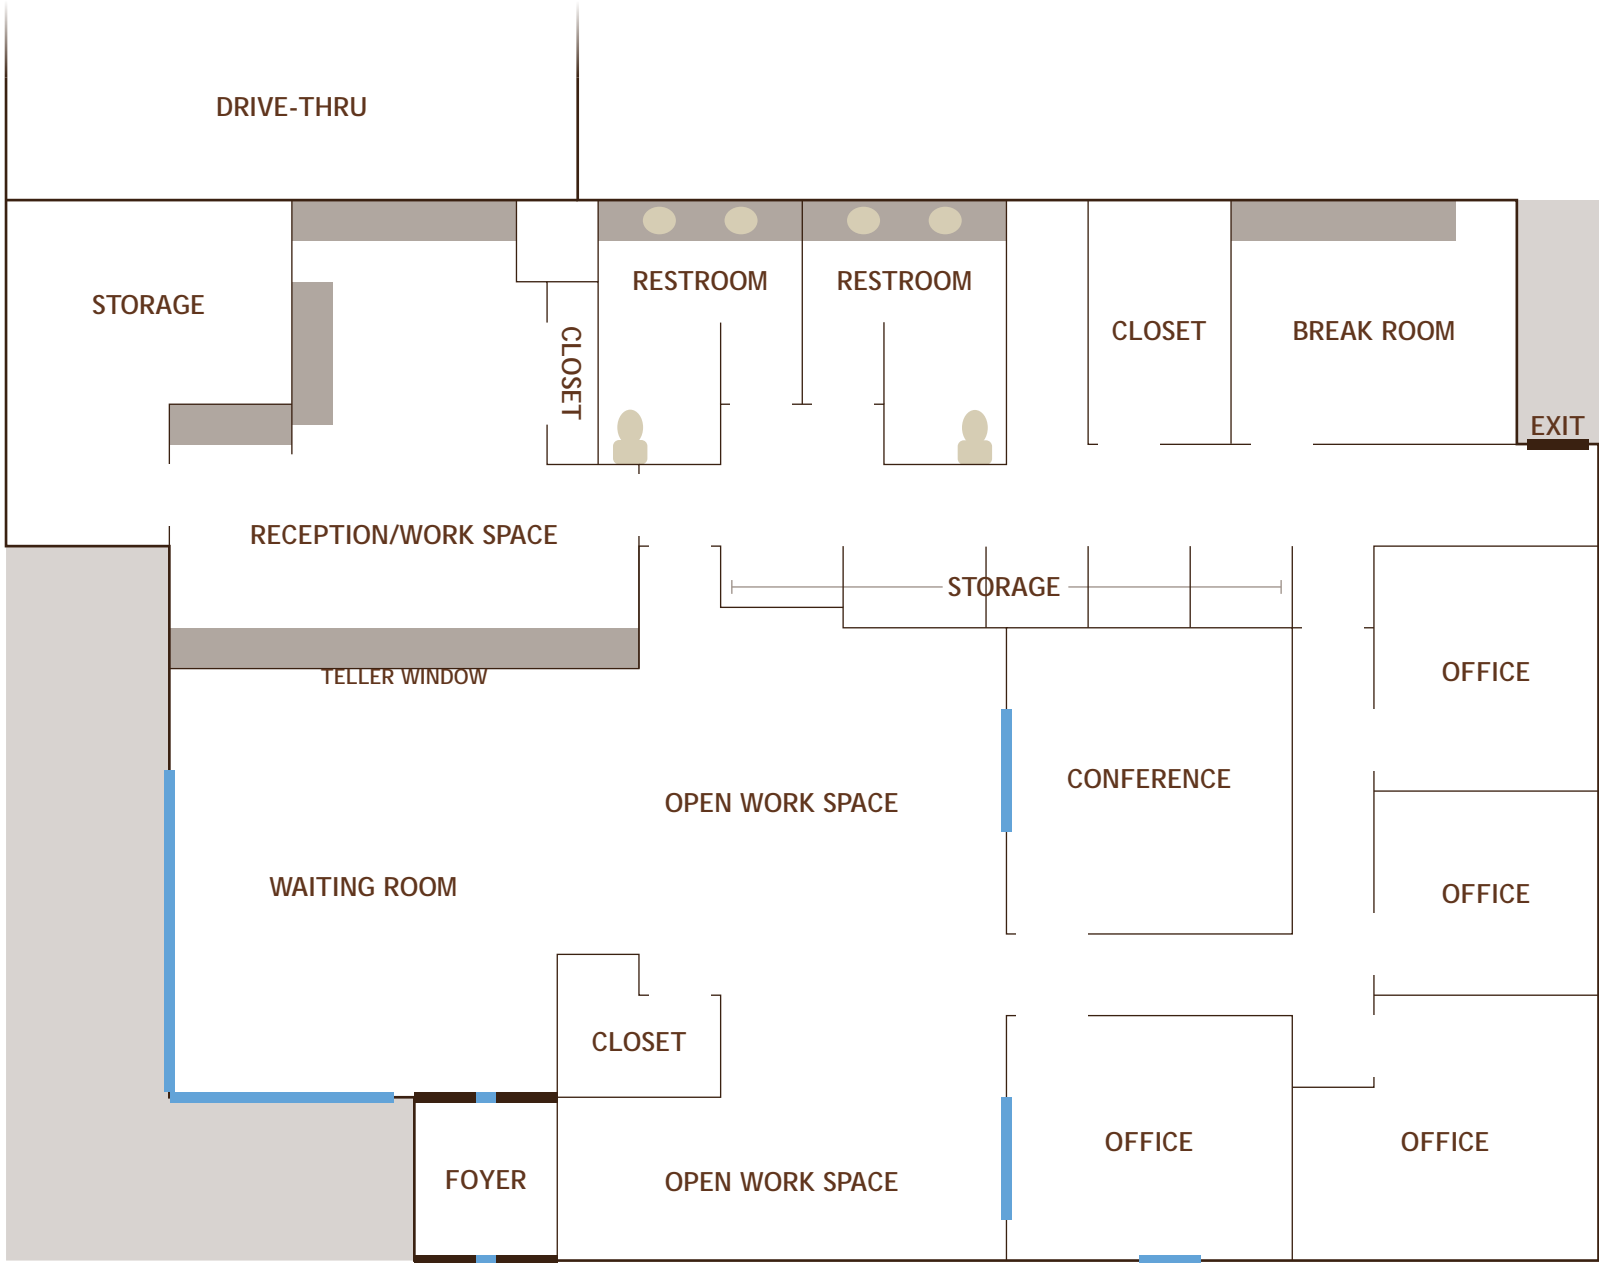 DRIVE-THRU
STORAGE
RESTROOM
RESTROOM
CLOSET
CLOSET
BREAK ROOM
EXIT
RECEPTION/WORK SPACE
STORAGE
TELLER WINDOW
OFFICE
CONFERENCE
OPEN WORK SPACE
WAITING ROOM
OFFICE
CLOSET
OFFICE
OFFICE
FOYER
OPEN WORK SPACE